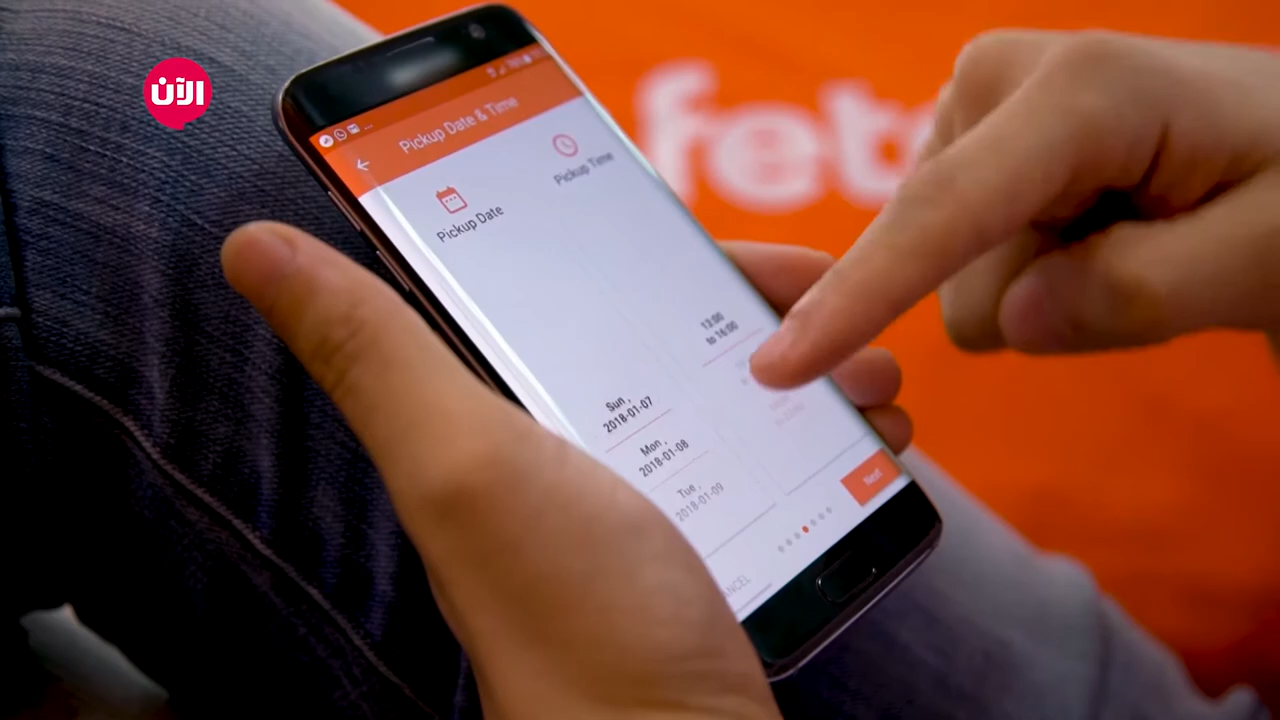 الآن
fetc
Pickup Date & Time
Pickup Date
Pickup Time
13:00
to 16:00
Sun ,
2018-01-07
Mon ,
2018-01-08
Tue ,
2018-01-09
Next